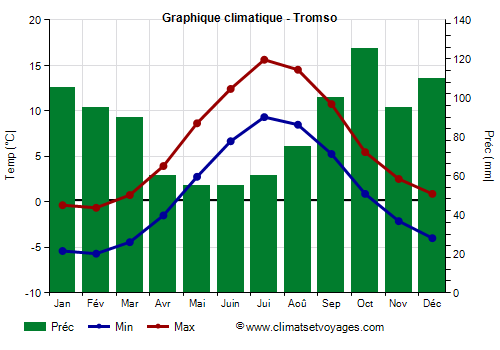 Graphique climatique - Tromso
20
15
10
5
0
-5
-10
Temp (°C)
140
120
100
80
60
40
20
0
Préc (mm)
Jan Fév Mar Avr Mai Juin Jui Aoû Sep Oct Nov Déc
Préc Min Max
©www.climatsetvoyages.com/